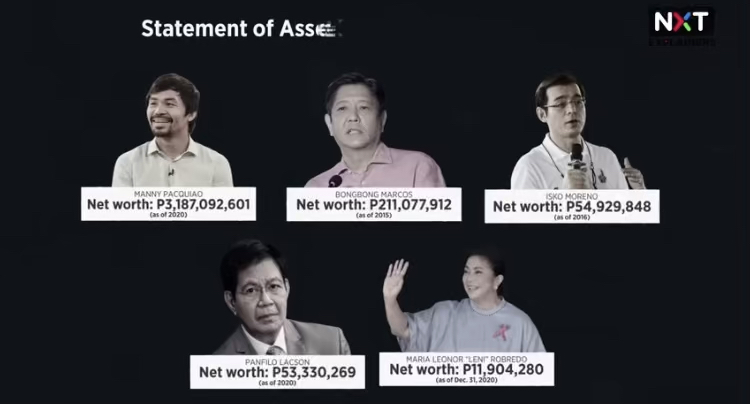 Statement of Asse
NXT
MANNY PACQUIAO
Net worth: P3,187,092,601
(as of 2020)
BONGBONG MARCOS
Net worth: P211,077,912
(as of 2015)
ISKO MORENO
Net worth: P54,929,848
(as of 2016)
PANFILO LACSON
Net worth: P53,330,269
(as of 2020)
MARIA LEONOR "LENI" ROBREDO
Net worth: P11,904,280
(as of Dec. 31, 2020)